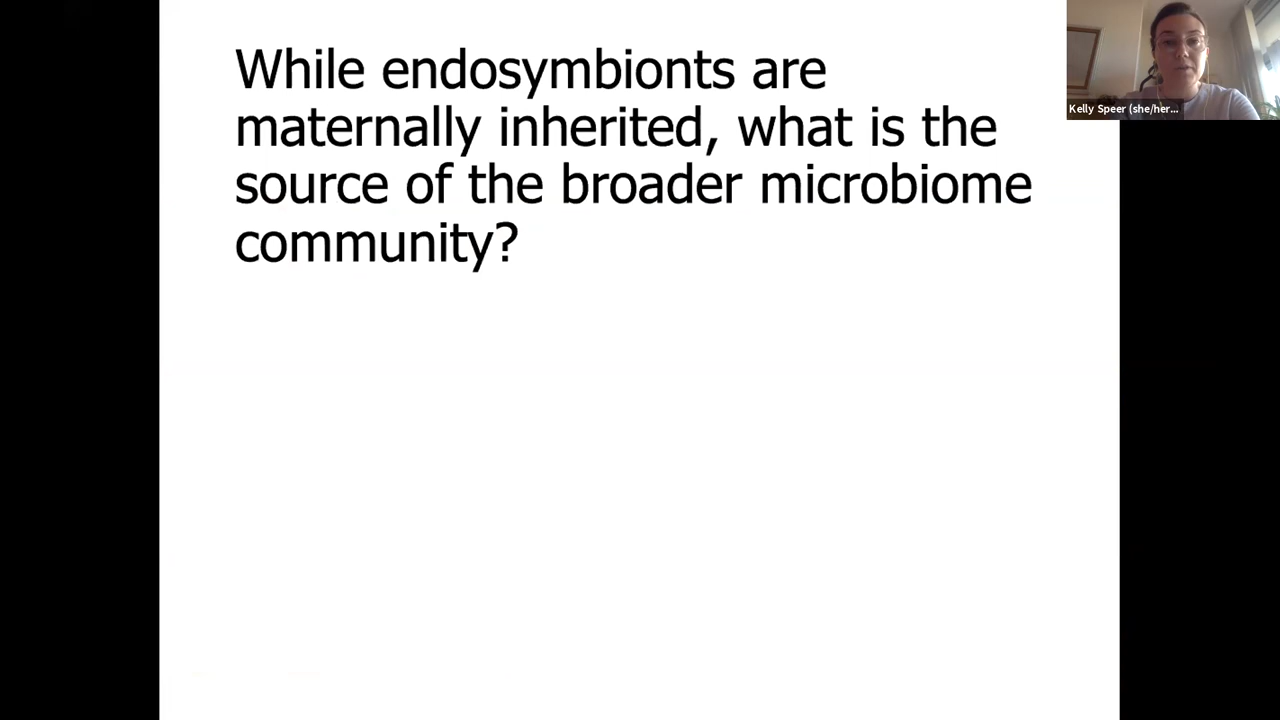 While endosymbionts are
maternally inherited, what is the
source of the broader microbiome
community?
Kelly Speer (she/her...